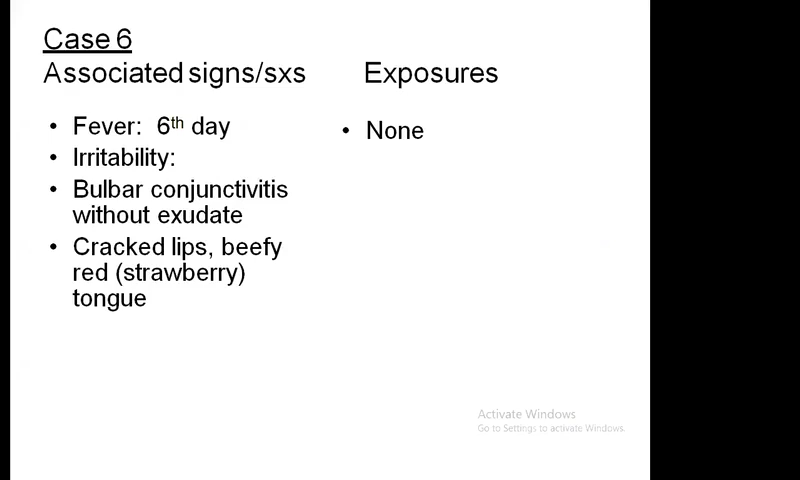 Case 6
Associated signs/sxs
Exposures
• Fever: 6th day
• Irritability:
• Bulbar conjunctivitis
without exudate
• Cracked lips, beefy
red (strawberry)
tongue
• None
Activate Windows
Go to Settings to activate Windows.